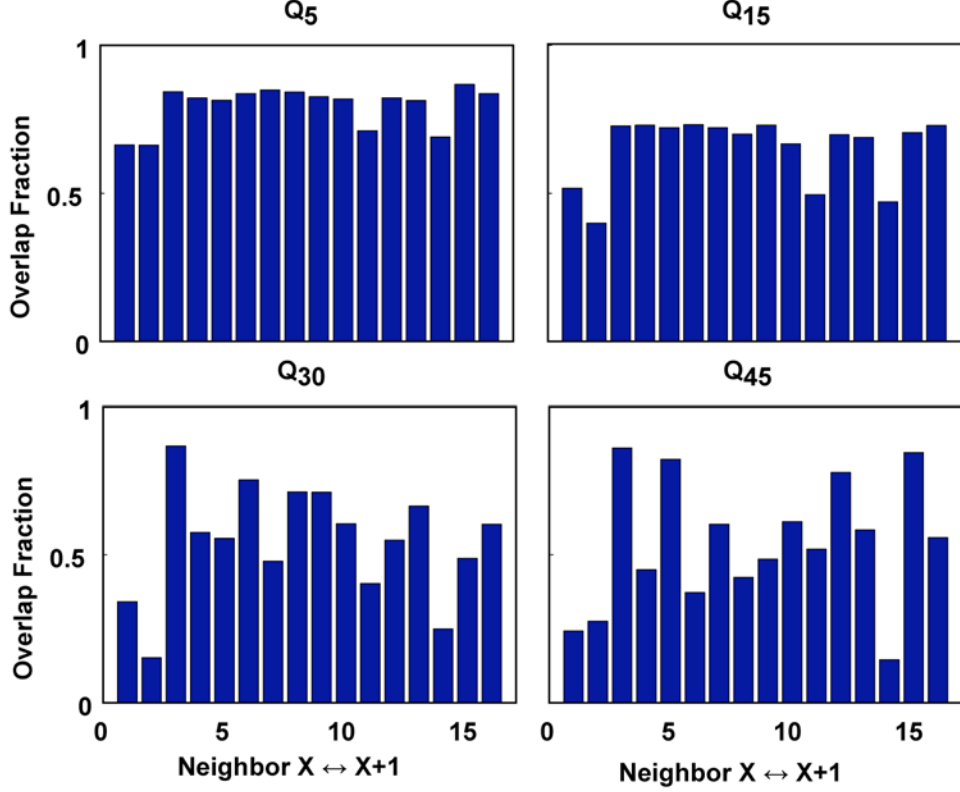 Q5
Q15
1
Overlap Fraction
0.5
0
Q30
Q45
1
Overlap Fraction
0.5
0
0 5 10 15
0 5 10 15
Neighbor X ↔ X+1
Neighbor X ↔ X+1